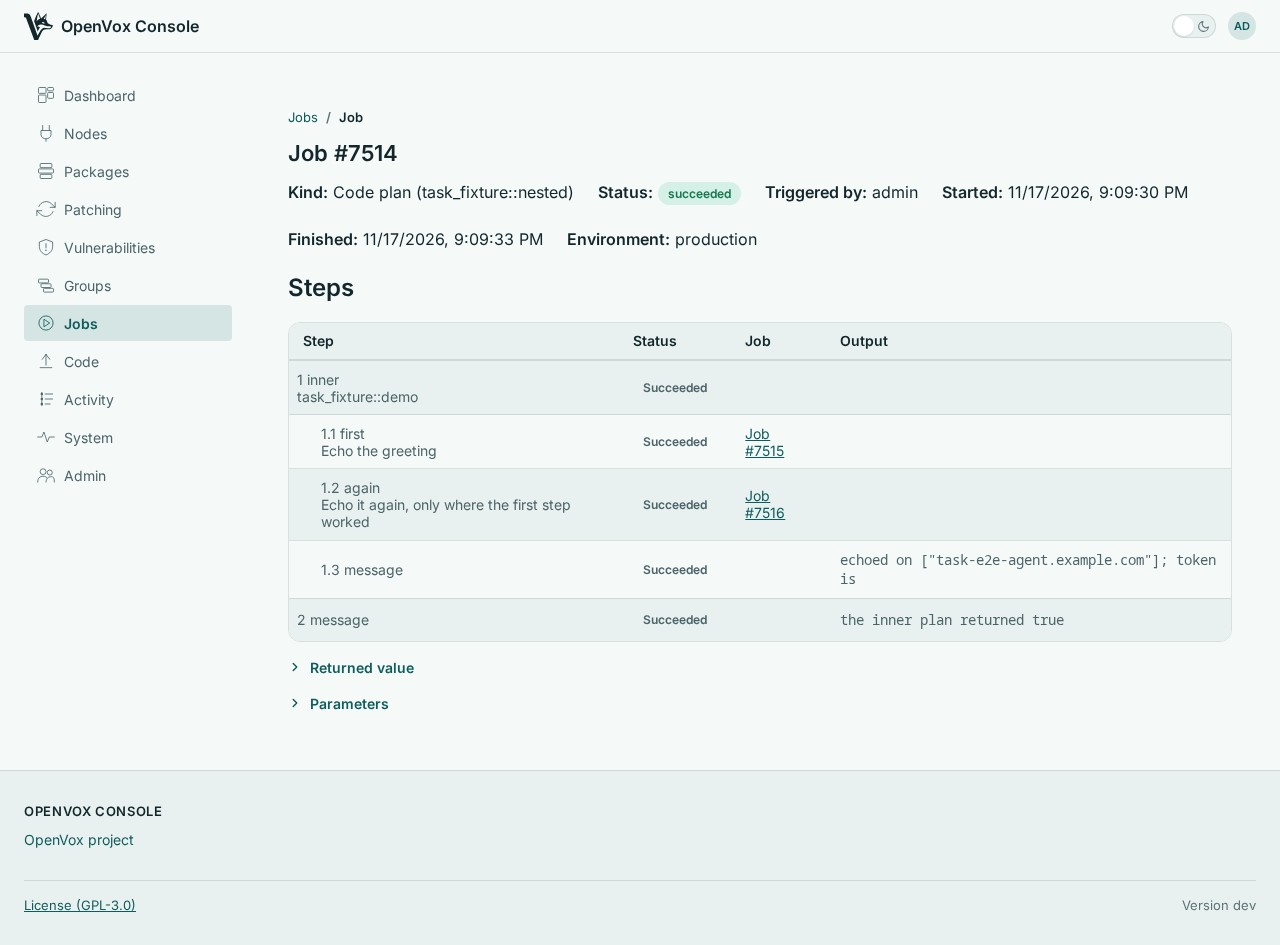 OpenVox Console
AD
Dashboard
Nodes
Packages
Patching
Vulnerabilities
Groups
Jobs
Code
Activity
System
Admin
Jobs / Job
Job #7514
Kind: Code plan (task_fixture::nested) Status: succeeded Triggered by: admin Started: 11/17/2026, 9:09:30 PM
Finished: 11/17/2026, 9:09:33 PM Environment: production
Steps
Step Status Job Output
1 inner
task_fixture::demo
Succeeded
1.1 first
Echo the greeting
Succeeded
Job
#7515
1.2 again
Echo it again, only where the first step
worked
Succeeded
Job
#7516
1.3 message
Succeeded
echoed on ["task-e2e-agent.example.com"]; token
is
2 message Succeeded the inner plan returned true
Returned value
Parameters
OPENVOX CONSOLE
OpenVox project
License (GPL-3.0)
Version dev